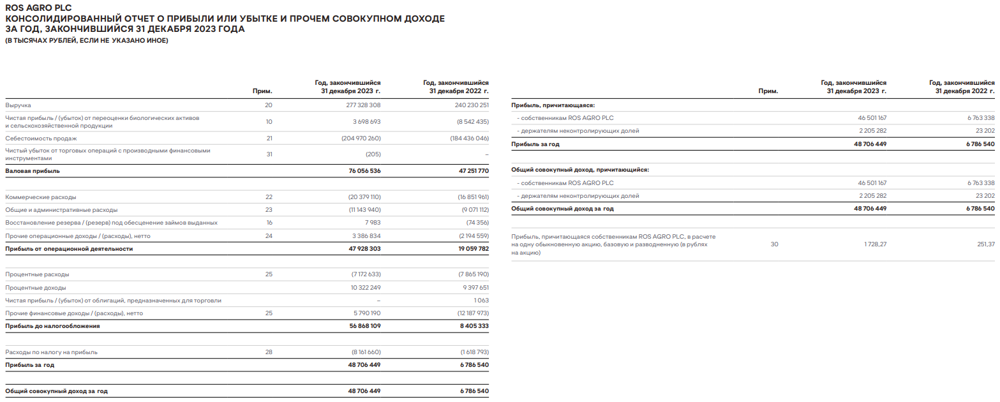 ROS AGRO PLC
КОНСОЛИДИРОВАННЫЙ ОТЧЕТ О ПРИБЫЛИ ИЛИ УБЫТКЕ И ПРОЧЕМ СОВОКУПНОМ ДОХОДЕ
ЗА ГОД, ЗАКОНЧИВШИЙСЯ 31 ДЕКАБРЯ 2023 ГОДА
(В ТЫСЯЧАХ РУБЛЕЙ, ЕСЛИ НЕ УКАЗАНО ИНОЕ)
Прим. Год, закончившийся 31 декабря 2023 г. Год, закончившийся 31 декабря 2022 г.
Выручка 20 277 328 308 240 230 251
Чистая прибыль / (убыток) от переоценки биологических активов
и сельскохозяйственной продукции 10 3 698 693 (8 542 435)
Себестоимость продаж 21 (204 970 260) (184 436 046)
Чистый убыток от торговых операций с производными финансовыми
инструментами 31 (205) –
Валовая прибыль 76 056 536 47 251 770
Коммерческие расходы 22 (20 379 110) (16 851 961)
Общие и административные расходы 23 (11 143 940) (9 071 112)
Восстановление резерва / (резерв) под обесценение займов выданных 16 7 983 (74 356)
Прочие операционные доходы / (расходы), нетто 24 3 386 834 (2 194 559)
Прибыль от операционной деятельности 47 928 303 19 059 782
Процентные расходы 25 (7 172 633) (7 865 190)
Процентные доходы 10 322 249 9 397 651
Чистая прибыль / (убыток) от облигаций, предназначенных для торговли – 1 063
Прочие финансовые доходы / (расходы), нетто 25 5 790 190 (12 187 973)
Прибыль до налогообложения 56 868 109 8 405 333
Расходы по налогу на прибыль 28 (8 161 660) (1 618 793)
Прибыль за год 48 706 449 6 786 540
Общий совокупный доход за год 48 706 449 6 786 540
Прим. Год, закончившийся 31 декабря 2023 г. Год, закончившийся 31 декабря 2022 г.
Прибыль, причитающаяся:
- собственникам ROS AGRO PLC 46 501 167 6 763 338
- держателям неконтролирующих долей 2 205 282 23 202
Прибыль за год 48 706 449 6 786 540
Общий совокупный доход, причитающийся:
- собственникам ROS AGRO PLC 46 501 167 6 763 338
- держателям неконтролирующих долей 2 205 282 23 202
Общий совокупный доход за год 48 706 449 6 786 540
Прибыль, причитающаяся собственникам ROS AGRO PLC, в расчете
на одну обыкновенную акцию, базовую и разводненную (в рублях
на акцию) 30 1 728,27 251,37